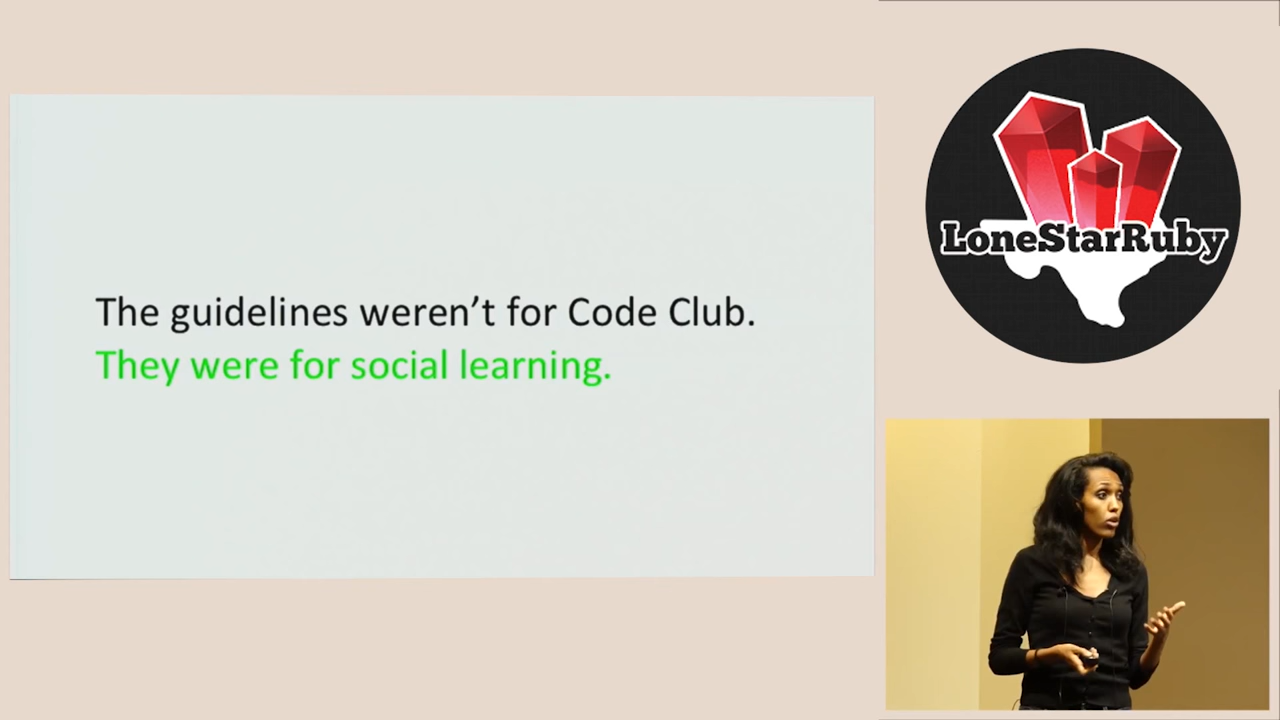 The guidelines weren’t for Code Club.
They were for social learning.
LoneStarRuby